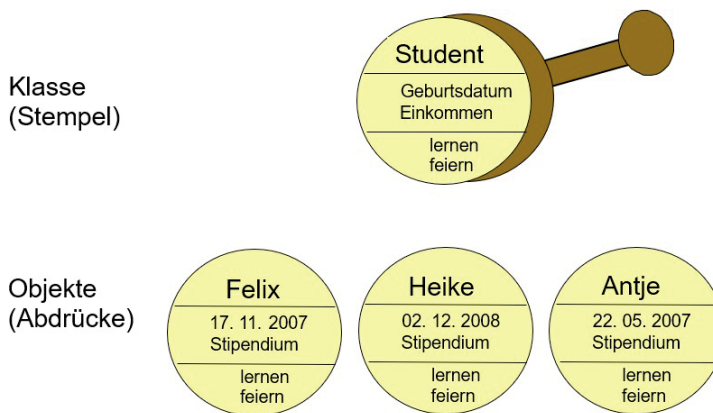 Klasse
(Stempel)
Student
Geburtsdatum
Einkommen
lernen
feiern
Objekte
(Abdrücke)
Felix
17. 11. 2007
Stipendium
lernen
feiern
Heike
02. 12. 2008
Stipendium
lernen
feiern
Antje
22. 05. 2007
Stipendium
lernen
feiern